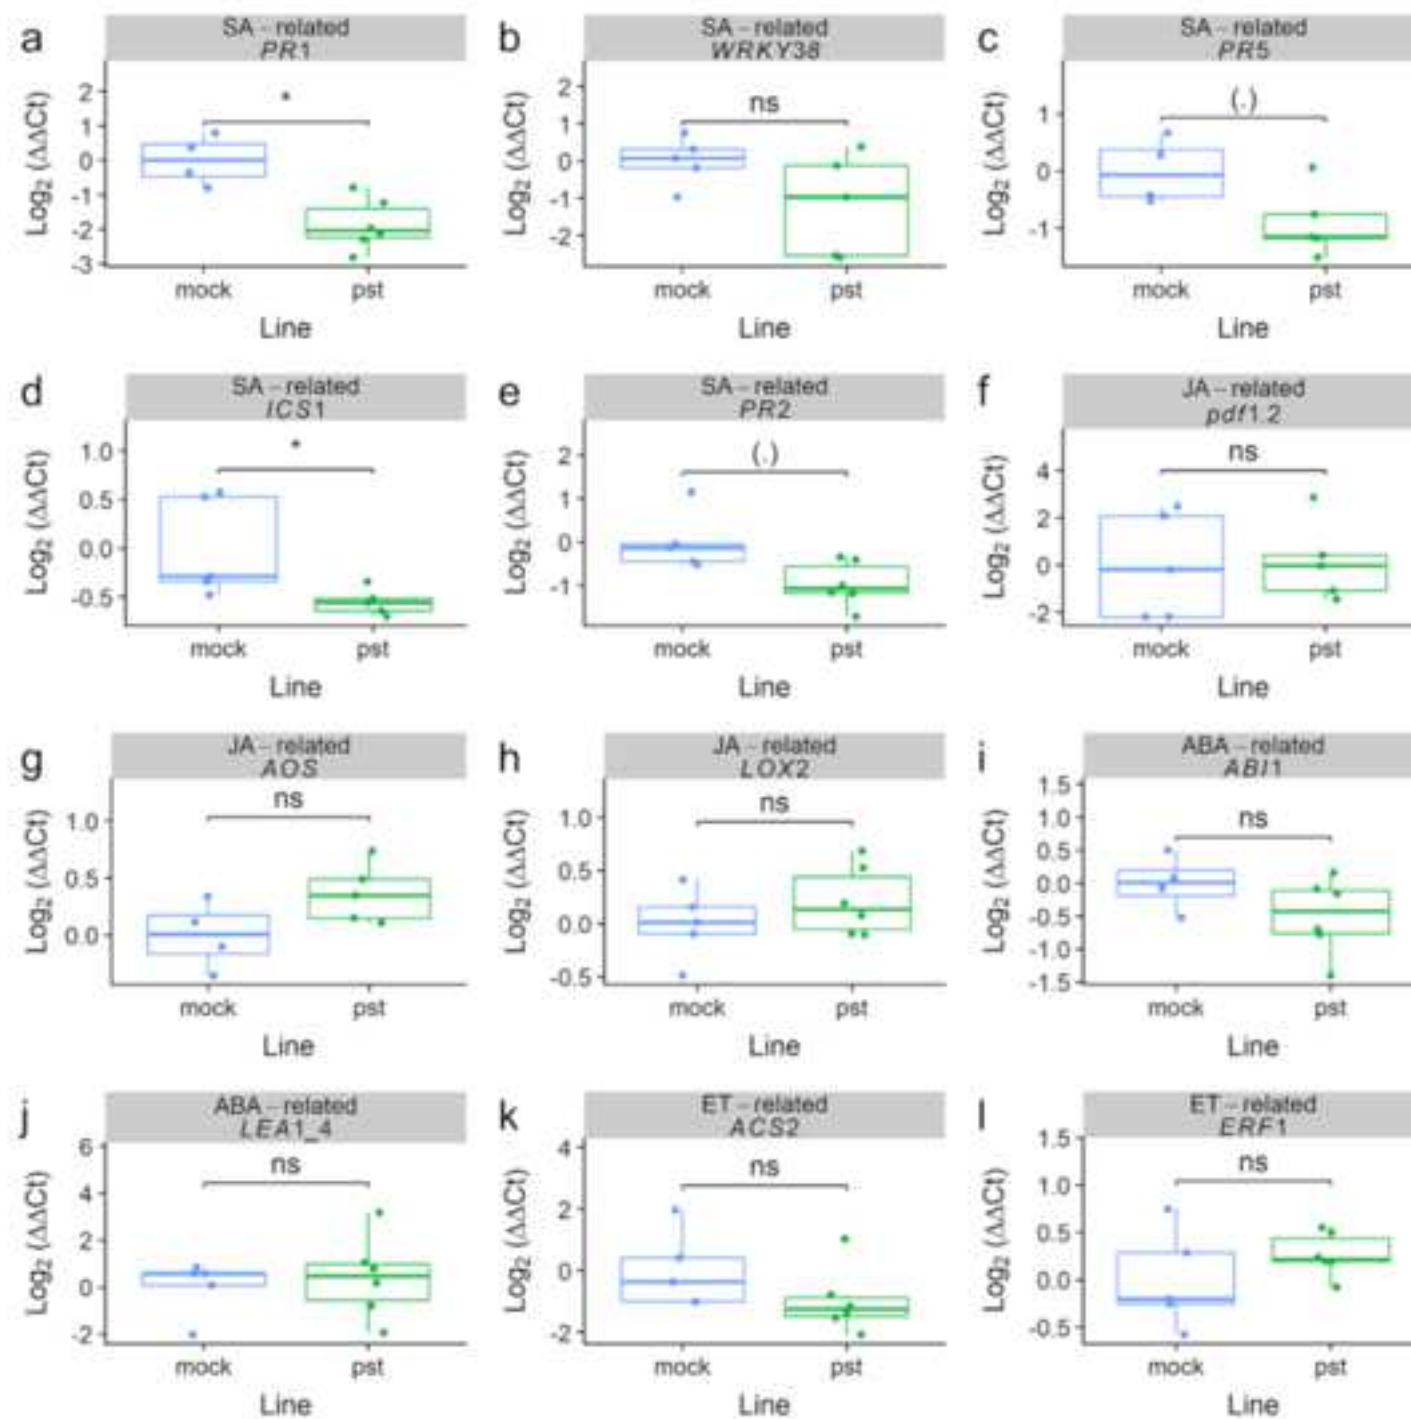 a
SA – related
PR1
Log2 (ΔΔCt)
2
1
0
-1
-2
-3
*
mock
pst
Line
b
SA – related
WRKY38
Log2 (ΔΔCt)
2
1
0
-1
-2
ns
mock
pst
Line
c
SA – related
PR5
Log2 (ΔΔCt)
1
0
-1
(.)
mock
pst
Line
d
SA – related
ICS1
Log2 (ΔΔCt)
1.0
0.5
0.0
-0.5
*
mock
pst
Line
e
SA – related
PR2
Log2 (ΔΔCt)
2
1
0
-1
(.)
mock
pst
Line
f
JA – related
pdf1.2
Log2 (ΔΔCt)
4
2
0
-2
ns
mock
pst
Line
g
JA – related
AOS
Log2 (ΔΔCt)
1.0
0.5
0.0
ns
mock
pst
Line
h
JA – related
LOX2
Log2 (ΔΔCt)
1.0
0.5
0.0
-0.5
ns
mock
pst
Line
i
ABA – related
ABI1
Log2 (ΔΔCt)
1.5
1.0
0.5
0.0
-0.5
-1.0
-1.5
ns
mock
pst
Line
j
ABA – related
LEA1_4
Log2 (ΔΔCt)
6
4
2
0
-2
ns
mock
pst
Line
k
ET – related
ACS2
Log2 (ΔΔCt)
4
2
0
-2
ns
mock
pst
Line
l
ET – related
ERF1
Log2 (ΔΔCt)
1.5
1.0
0.5
0.0
-0.5
ns
mock
pst
Line